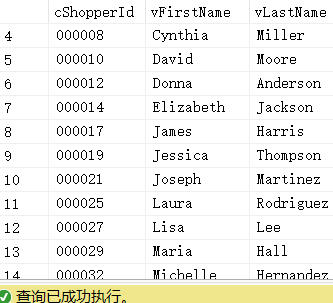 cShopperId vFirstName vLastName
4 000008 Cynthia Miller
5 000010 David Moore
6 000012 Donna Anderson
7 000014 Elizabeth Jackson
8 000017 James Harris
9 000019 Jessica Thompson
10 000021 Joseph Martinez
11 000025 Laura Rodriguez
12 000027 Lisa Lee
13 000029 Maria Hall
14 000032 Michelle Hernandez
查询已成功执行。